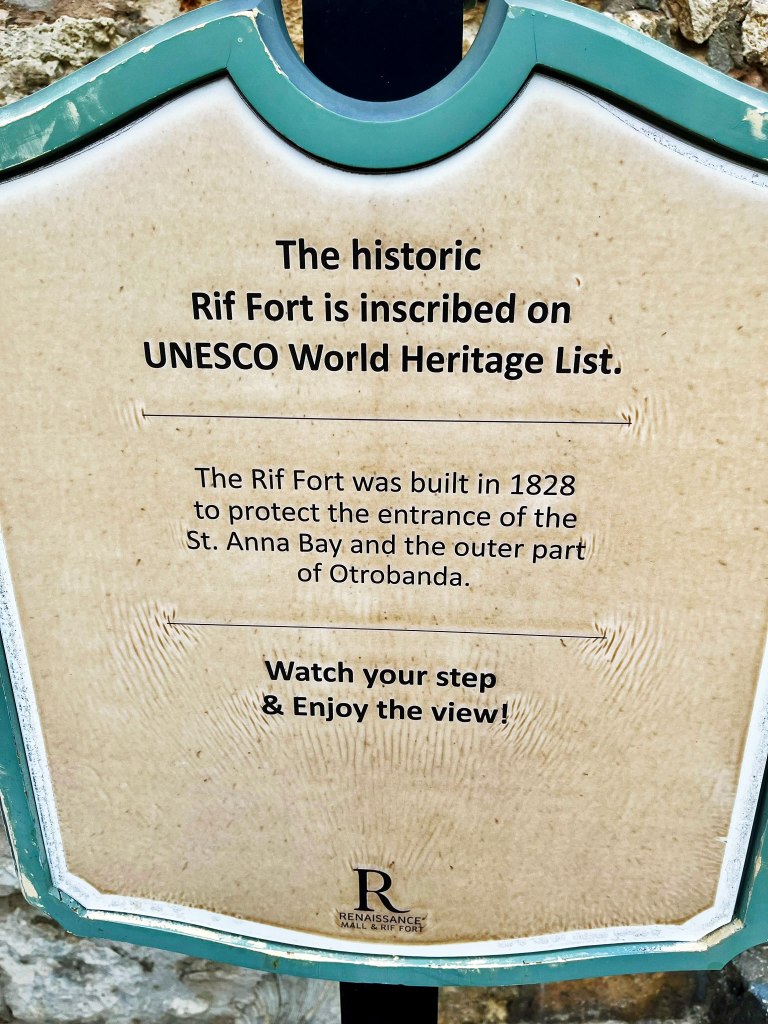 The historic
Rif Fort is inscribed on
UNESCO World Heritage List.
The Rif Fort was built in 1828
to protect the entrance of the
St. Anna Bay and the outer part
of Otrobanda.
Watch your step
& Enjoy the view!
R
RENAISSANCE
MALL & RIF FORT